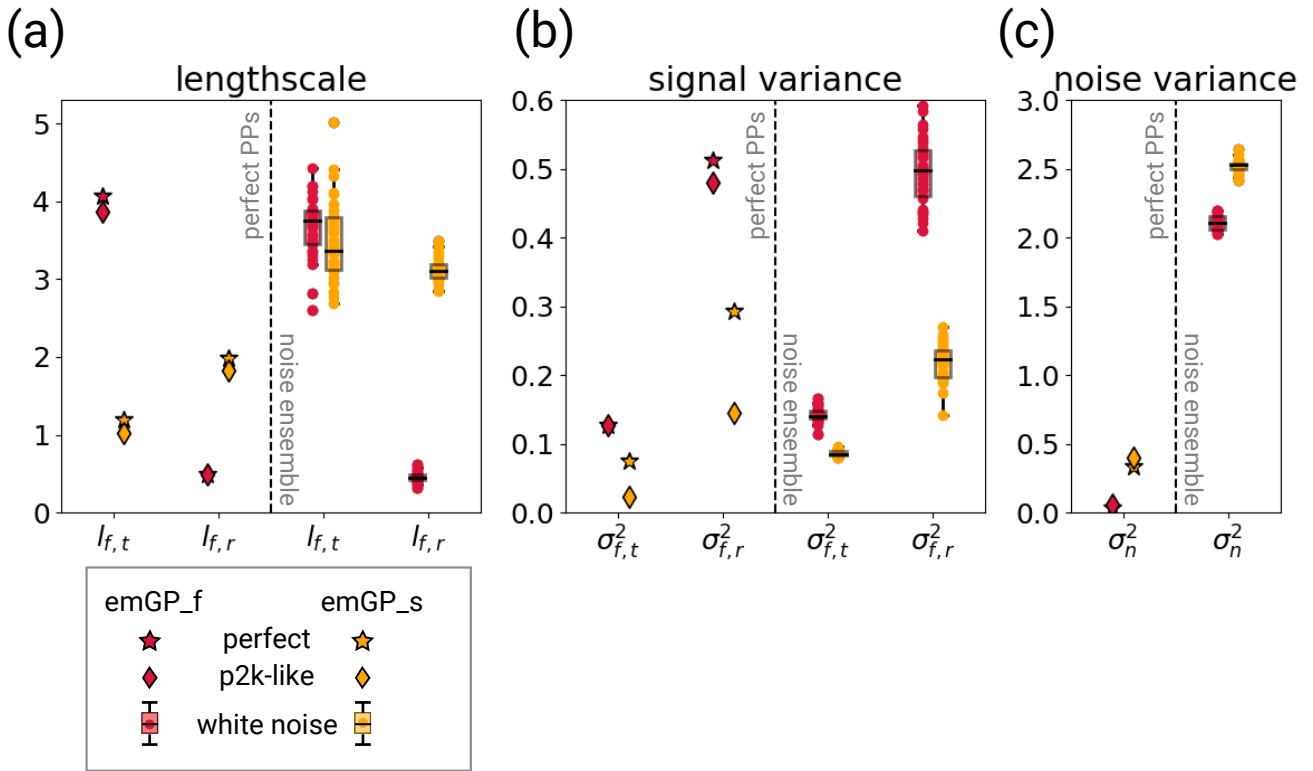 (a) (b) (c)
lengthscale signal variance noise variance
5
4
3
2
1
0
perfect PPs
noise ensemble
l_{f,t} l_{f,r} l_{f,t} l_{f,r}
0.6
0.5
0.4
0.3
0.2
0.1
0.0
perfect PPs
noise ensemble
σ²_{f,t} σ²_{f,r} σ²_{f,t} σ²_{f,r}
3.0
2.5
2.0
1.5
1.0
0.5
0.0
perfect PPs
noise ensemble
σ²_n σ²_n
emGP_f emGP_s
perfect
p2k-like
white noise